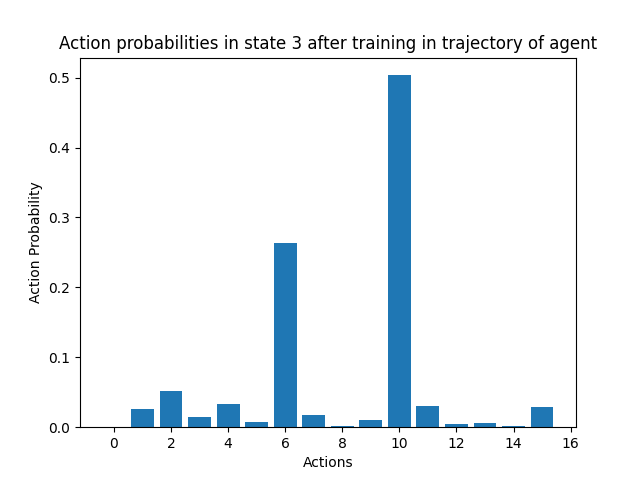 Action probabilities in state 3 after training in trajectory of agent
Action Probability
0.5
0.4
0.3
0.2
0.1
0.0
0 2 4 6 8 10 12 14 16
Actions